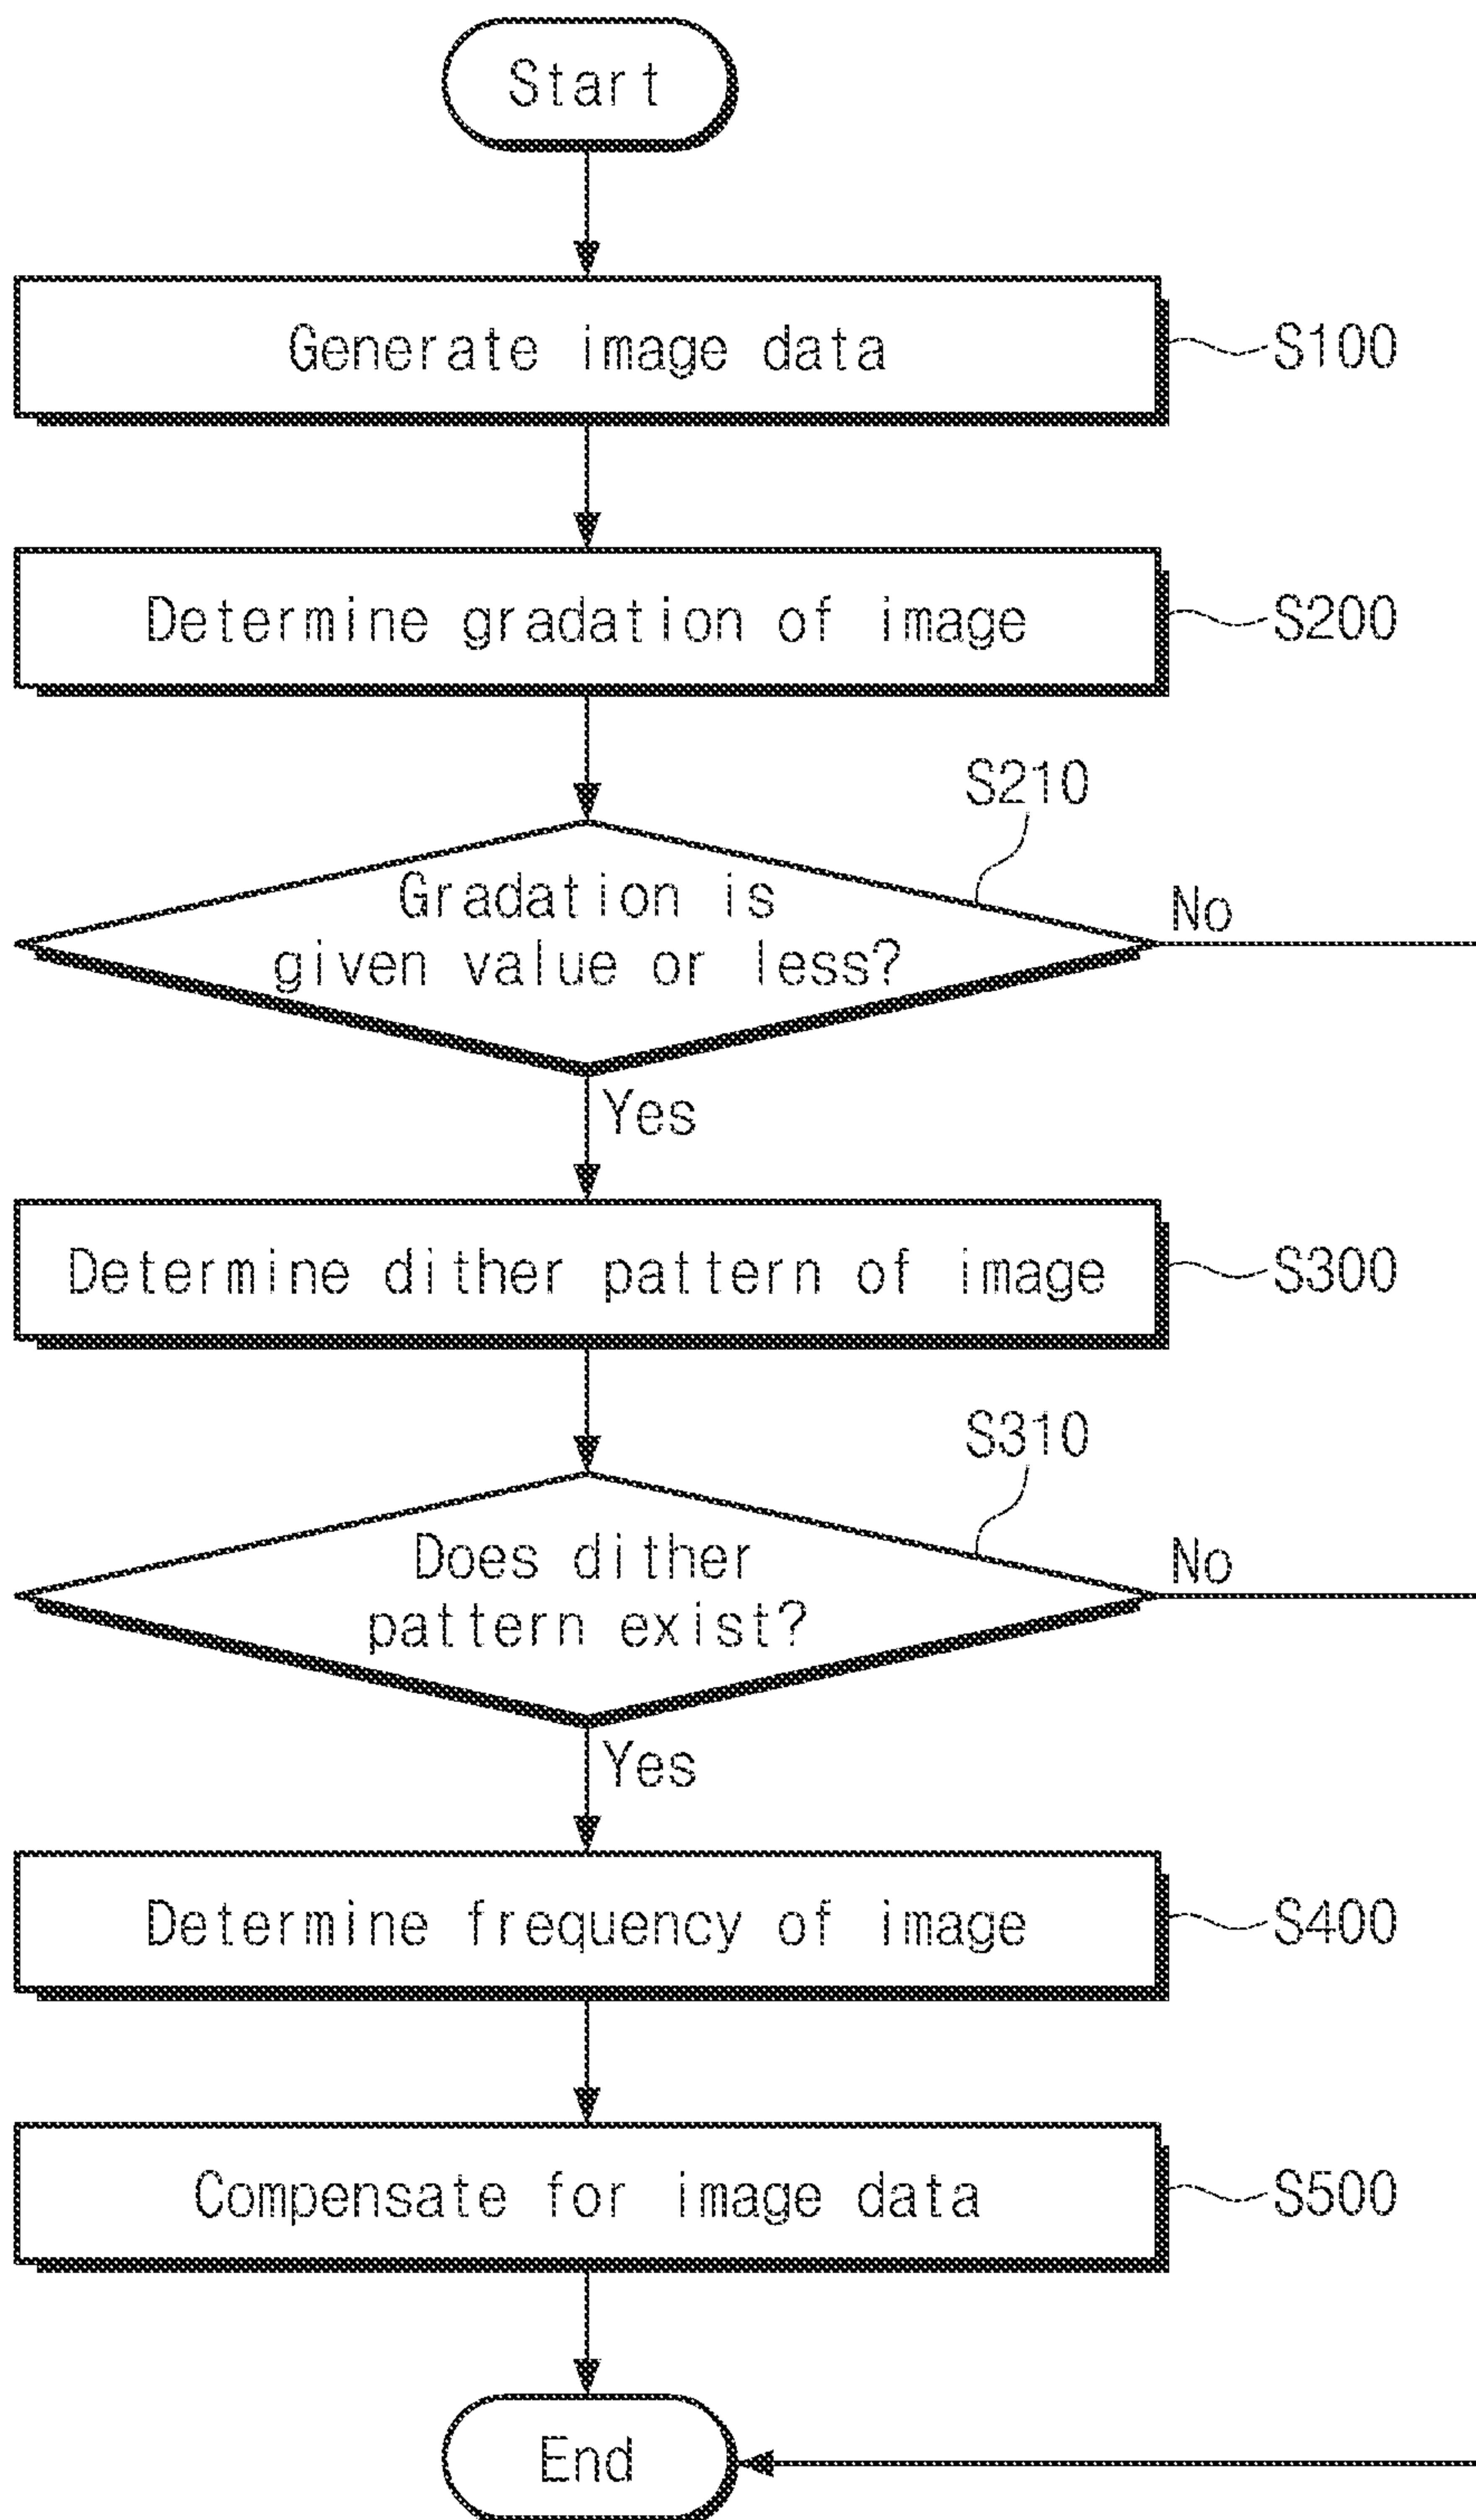 Start
Generate image data
S100
Determine gradation of image
S200
S210
Gradation is
given value or less?
No
Yes
Determine dither pattern of image
S300
S310
Does dither
pattern exist?
No
Yes
Determine frequency of image
S400
Compensate for image data
S500
End